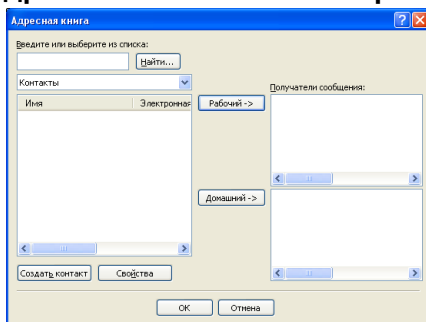 Адресная книга
Введите или выберите из списка:
Найти...
Контакты
Получатели сообщения:
Имя Электронная
Рабочий ->
Домашний ->
Создать контакт Свойства
ОК Отмена